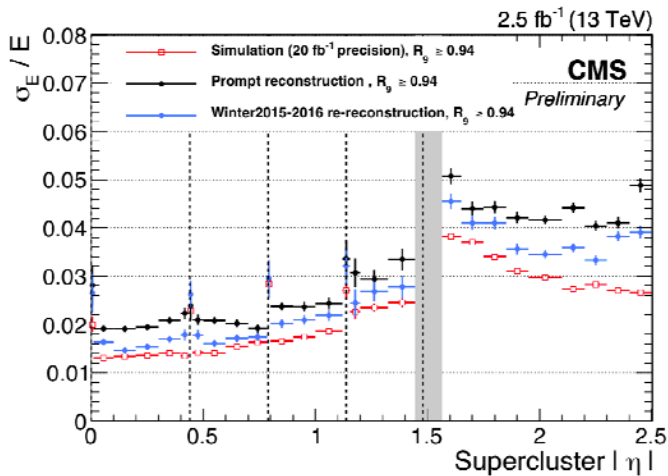 2.5 fb⁻¹ (13 TeV)
σ_E / E
0.08
0.07
0.06
0.05
0.04
0.03
0.02
0.01
0
Simulation (20 fb⁻¹ precision), R₉ ≥ 0.94
Prompt reconstruction , R₉ ≥ 0.94
Winter2015-2016 re-reconstruction, R₉ ≥ 0.94
CMS
Preliminary
0 0.5 1 1.5 2 2.5
Supercluster | η |